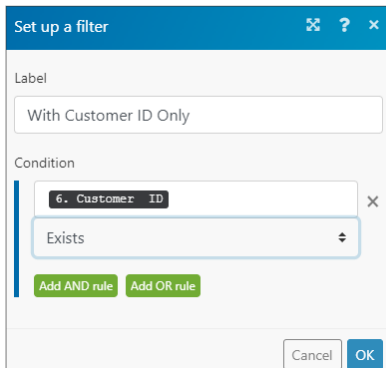 Set up a filter ? ×
Label
With Customer ID Only
Condition
6. Customer ID
×
Exists
Add AND rule Add OR rule
Cancel OK